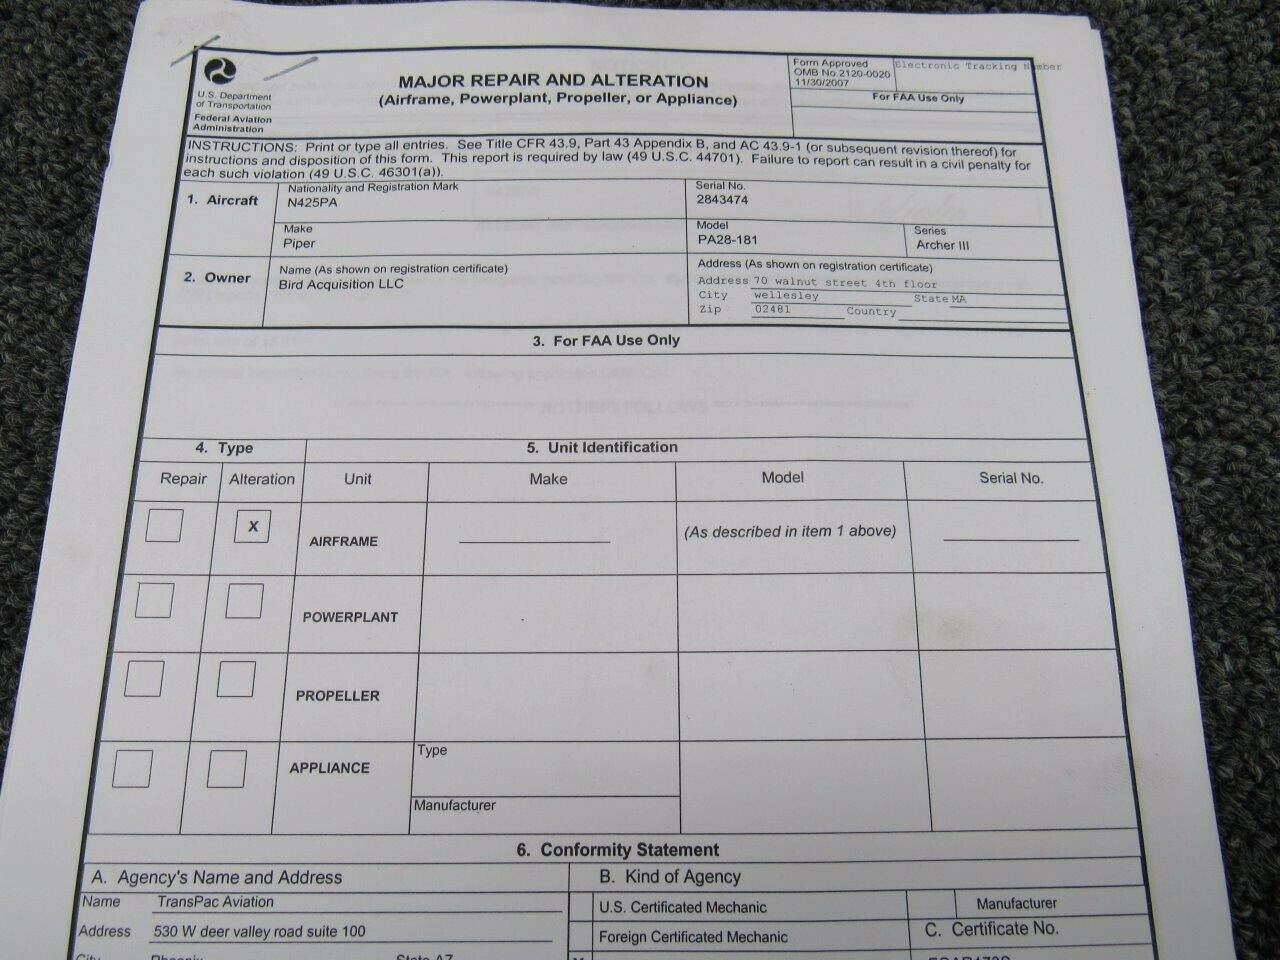 MAJOR REPAIR AND ALTERATION
(Airframe, Powerplant, Propeller, or Appliance)
U.S. Department
of Transportation
Federal Aviation
Administration
Form Approved
OMB No.2120-0020
11/30/2007
Electronic Tracking Number
For FAA Use Only
INSTRUCTIONS: Print or type all entries. See Title CFR 43.9, Part 43 Appendix B, and AC 43.9-1 (or subsequent revision thereof) for
instructions and disposition of this form. This report is required by law (49 U.S.C. 44701). Failure to report can result in a civil penalty for
each such violation (49 U.S.C. 46301(a)).
1. Aircraft
Nationality and Registration Mark
N425PA
Serial No.
2843474
Make
Piper
Model
PA28-181
Series
Archer III
2. Owner
Name (As shown on registration certificate)
Bird Acquisition LLC
Address (As shown on registration certificate)
Address 70 walnut street 4th floor
City wellesley State MA
Zip 02481 Country
3. For FAA Use Only
NOTHING FOLLOWS
4. Type
5. Unit Identification
Repair Alteration Unit Make Model Serial No.
X AIRFRAME (As described in item 1 above)
POWERPLANT
PROPELLER
APPLIANCE
Type
Manufacturer
6. Conformity Statement
A. Agency's Name and Address
B. Kind of Agency
Name TransPac Aviation
U.S. Certificated Mechanic
Manufacturer
Address 530 W deer valley road suite 100
Foreign Certificated Mechanic
C. Certificate No.
City Phoenix State AZ